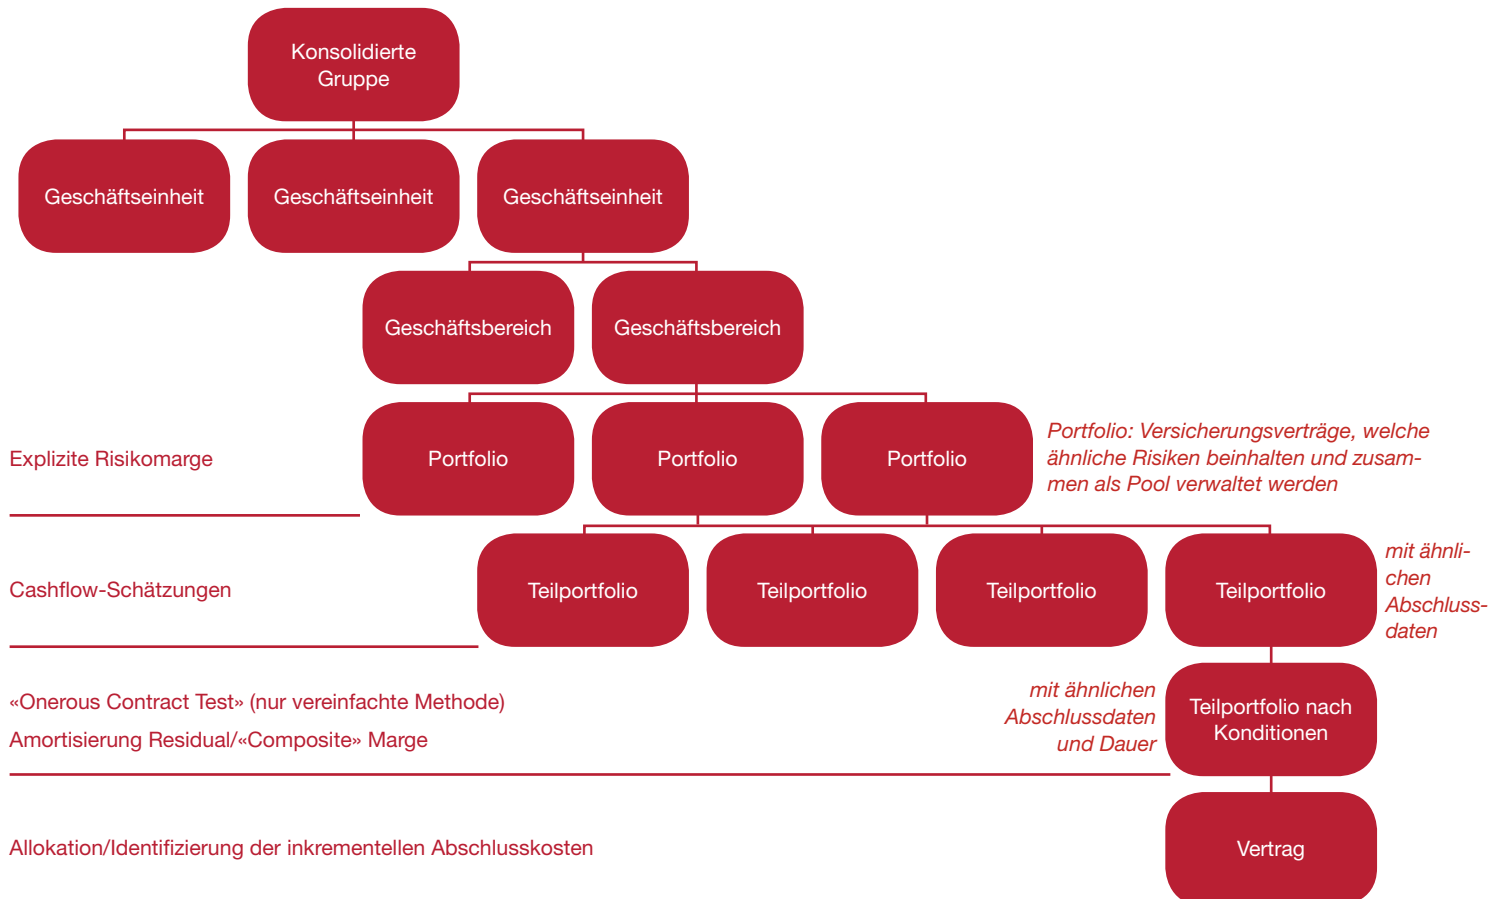 Konsolidierte
Gruppe
Geschäftseinheit
Geschäftseinheit
Geschäftseinheit
Geschäftsbereich
Geschäftsbereich
Explizite Risikomarge
Portfolio
Portfolio
Portfolio
Portfolio: Versicherungsverträge, welche
ähnliche Risiken beinhalten und zusam-
men als Pool verwaltet werden
Cashflow-Schätzungen
Teilportfolio
Teilportfolio
Teilportfolio
Teilportfolio
mit ähnli-
chen
Abschluss-
daten
«Onerous Contract Test» (nur vereinfachte Methode)
Amortisierung Residual/«Composite» Marge
mit ähnlichen
Abschlussdaten
und Dauer
Teilportfolio nach
Konditionen
Allokation/Identifizierung der inkrementellen Abschlusskosten
Vertrag